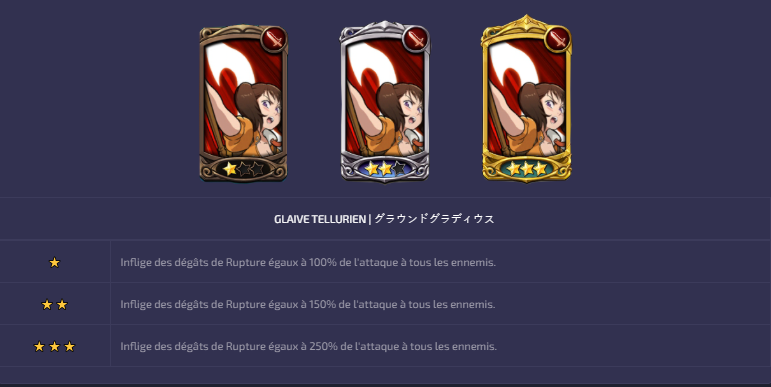 GLAIVE TELLURIEN | グラウンドグラディウス
Inflige des dégâts de Rupture égaux à 100% de l'attaque à tous les ennemis.
Inflige des dégâts de Rupture égaux à 150% de l'attaque à tous les ennemis.
Inflige des dégâts de Rupture égaux à 250% de l'attaque à tous les ennemis.